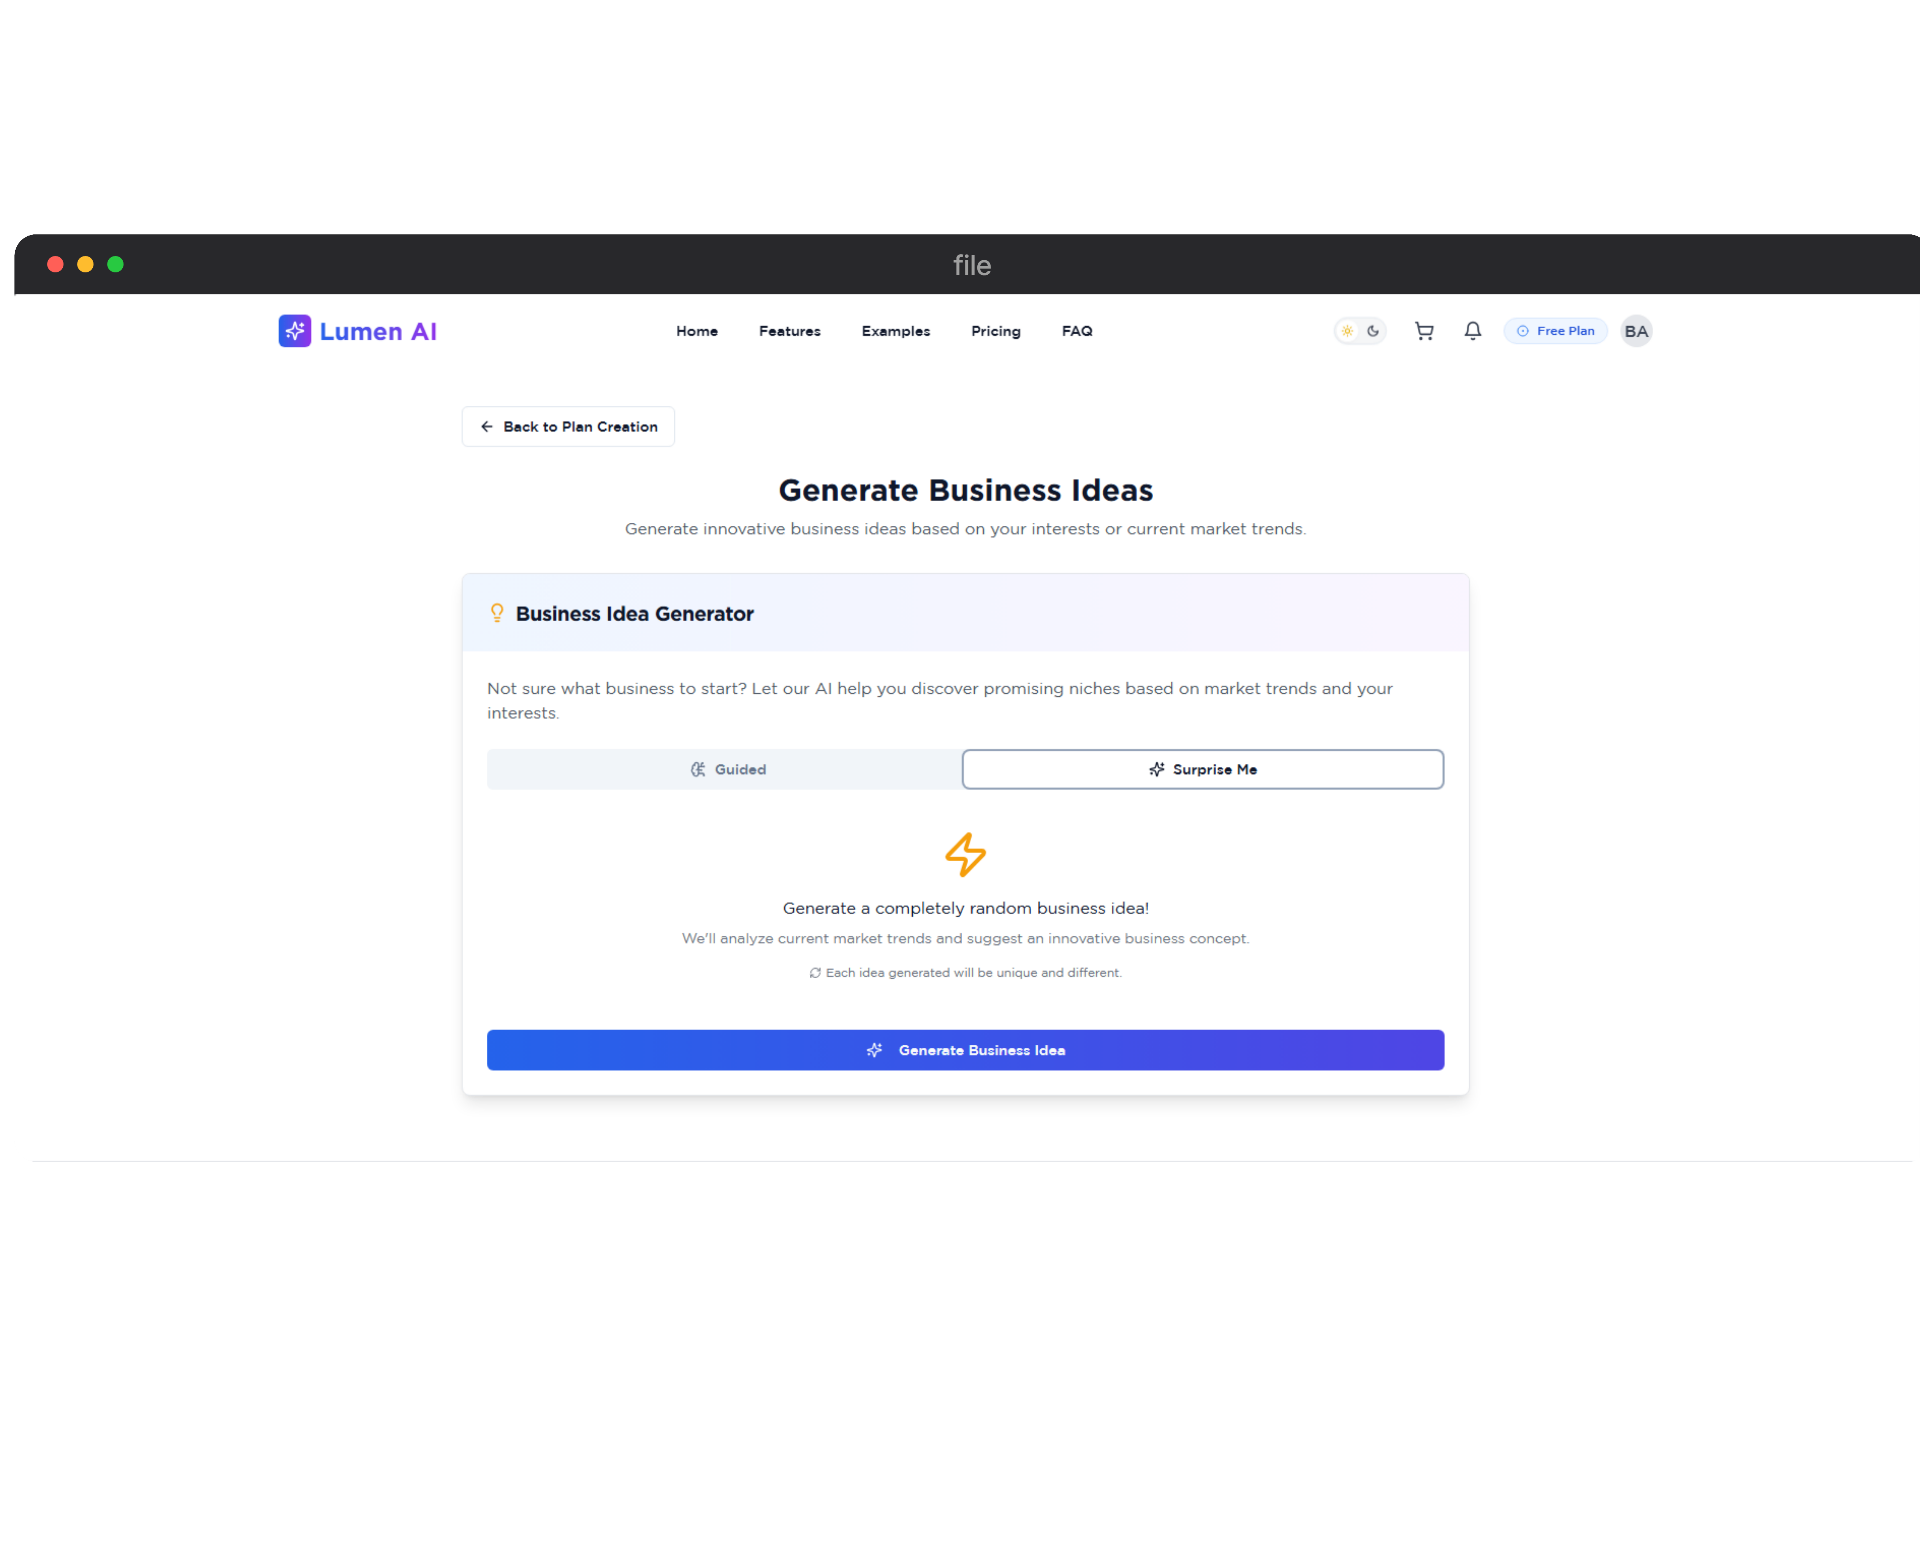 file
Lumen AI
Home
Features
Examples
Pricing
FAQ
Free Plan
BA
Back to Plan Creation
Generate Business Ideas
Generate innovative business ideas based on your interests or current market trends.
Business Idea Generator
Not sure what business to start? Let our AI help you discover promising niches based on market trends and your
interests.
Guided
Surprise Me
Generate a completely random business idea!
We'll analyze current market trends and suggest an innovative business concept.
Each idea generated will be unique and different.
Generate Business Idea